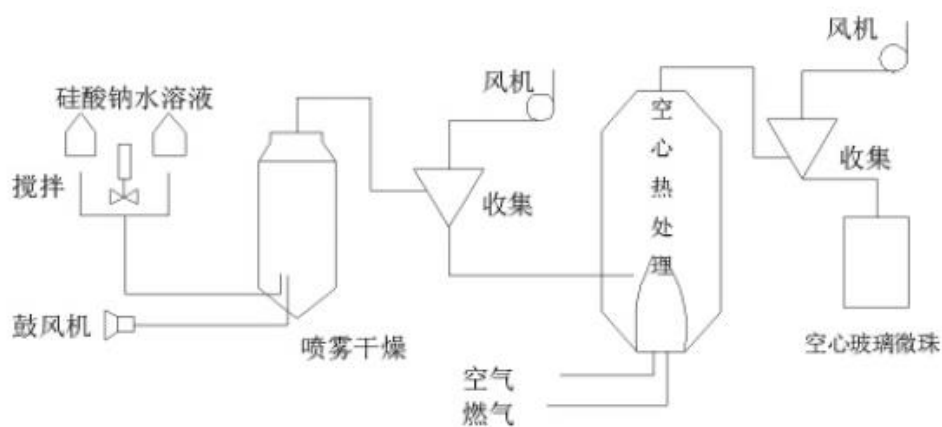 硅酸钠水溶液
搅拌
鼓风机
喷雾干燥
风机
收集
空心热处理
空气
燃气
风机
收集
空心玻璃微珠